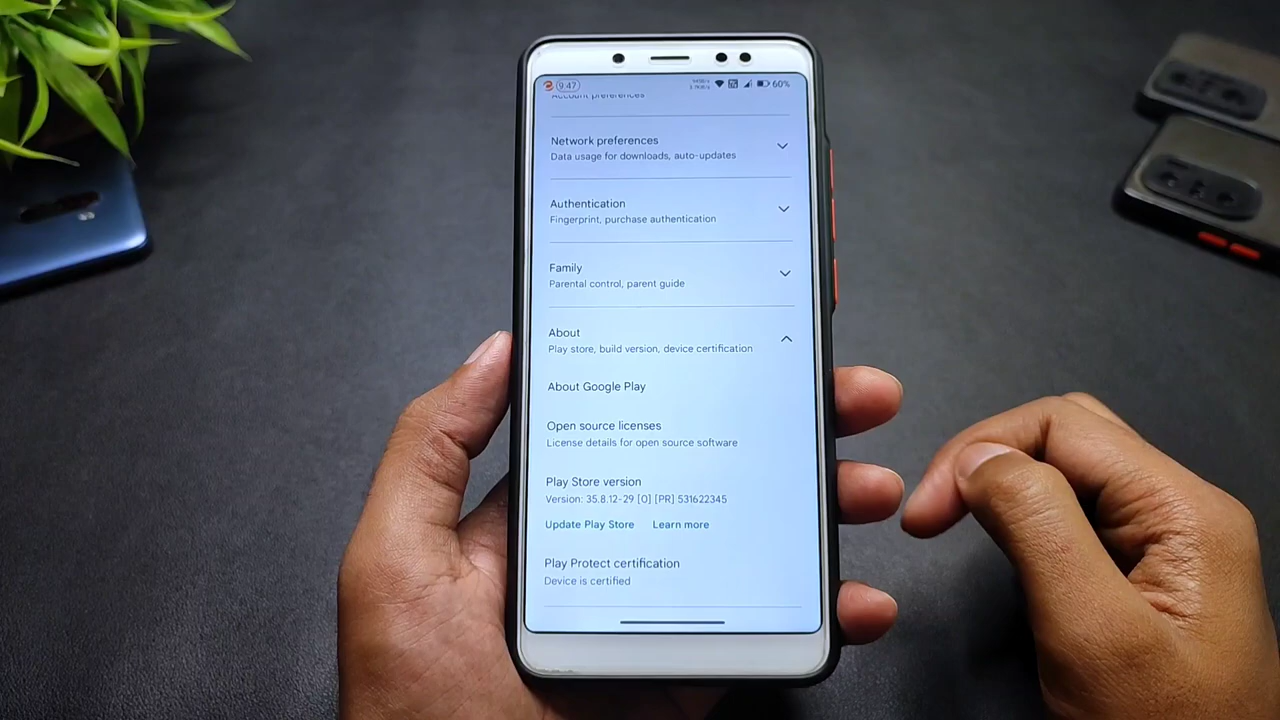 9:47
60%
Account preferences
Network preferences
Data usage for downloads, auto-updates
Authentication
Fingerprint, purchase authentication
Family
Parental control, parent guide
About
Play store, build version, device certification
About Google Play
Open source licenses
License details for open source software
Play Store version
Version: 35.8.12-29 [0] [PR] 531622345
Update Play Store Learn more
Play Protect certification
Device is certified